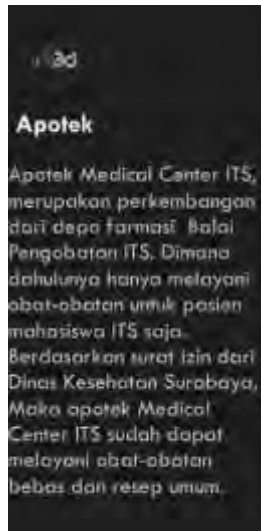 3d
Apotek
Apotek Medical Center ITS,
merupakan perkembangan
dari depo farmasi Balai
Pengobatan ITS. Dimana
dahulunya hanya melayani
obat-obatan untuk pasien
mahasiswa ITS saja.
Berdasarkan surat izin dari
Dinas Kesehatan Surabaya,
Maka apotek Medical
Center ITS sudah dapat
melayani obat-obatan
bebas dan resep umum.